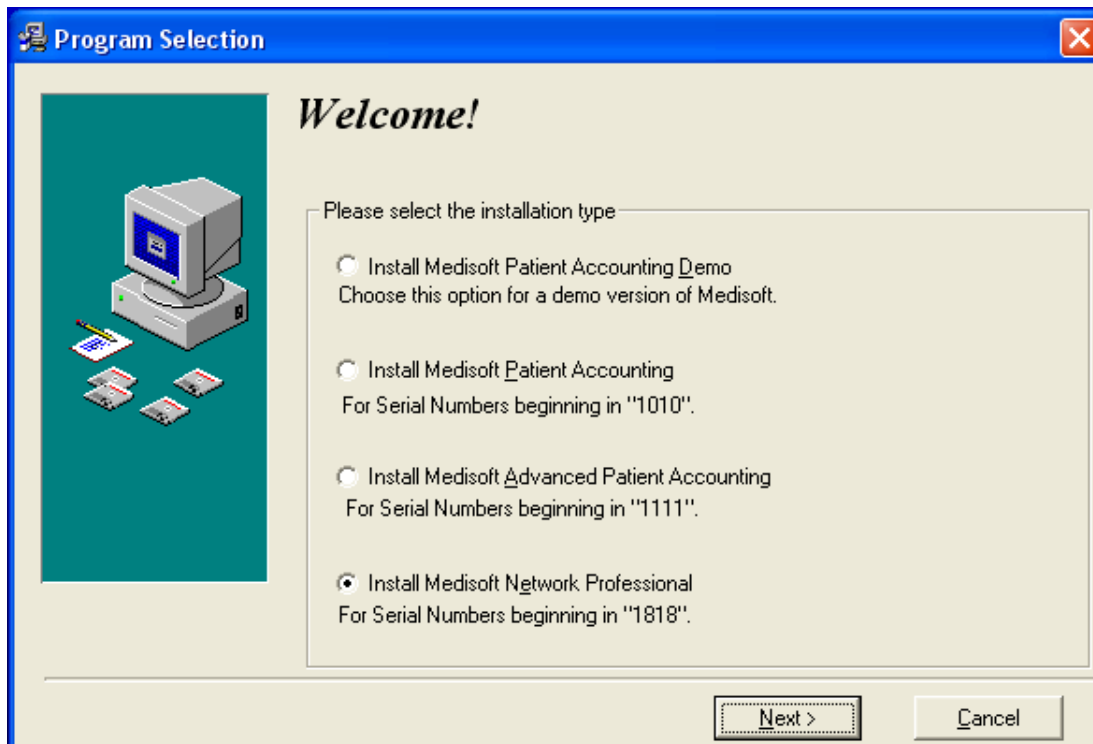 Program Selection
Welcome!
Please select the installation type
Install Medisoft Patient Accounting Demo
Choose this option for a demo version of Medisoft.
Install Medisoft Patient Accounting
For Serial Numbers beginning in "1010".
Install Medisoft Advanced Patient Accounting
For Serial Numbers beginning in "1111".
Install Medisoft Network Professional
For Serial Numbers beginning in "1818".
Next >
Cancel